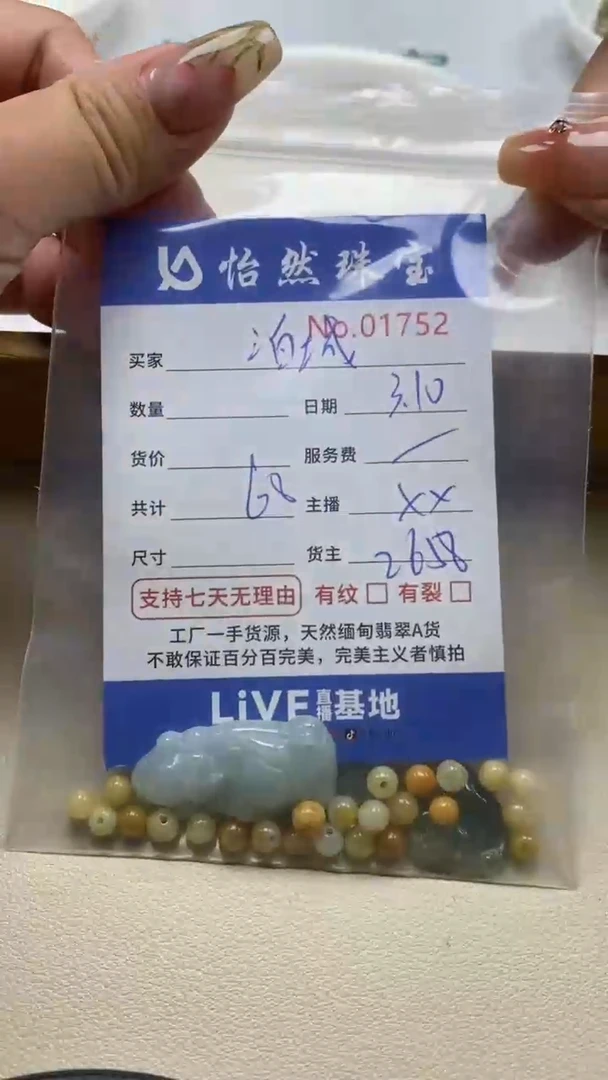 怡然珠宝
No.01752
买家
数量 日期 3.10
货价 服务费
共计 68 主播 XX
尺寸 货主 2658
支持七天无理由 有纹 有裂
工厂一手货源，天然缅甸翡翠A货
不敢保证百分百完美，完美主义者慎拍
LiVE直播基地